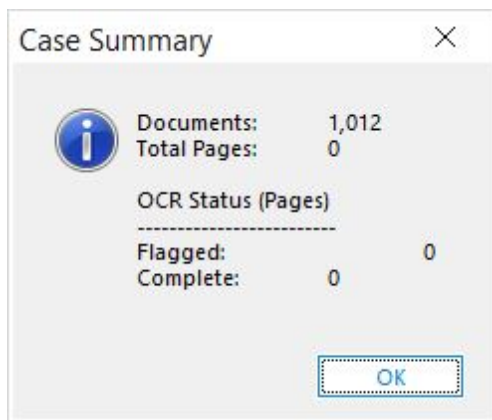 Case Summary
Documents: 1,012
Total Pages: 0
OCR Status (Pages)
-------------------------
Flagged: 0
Complete: 0
OK